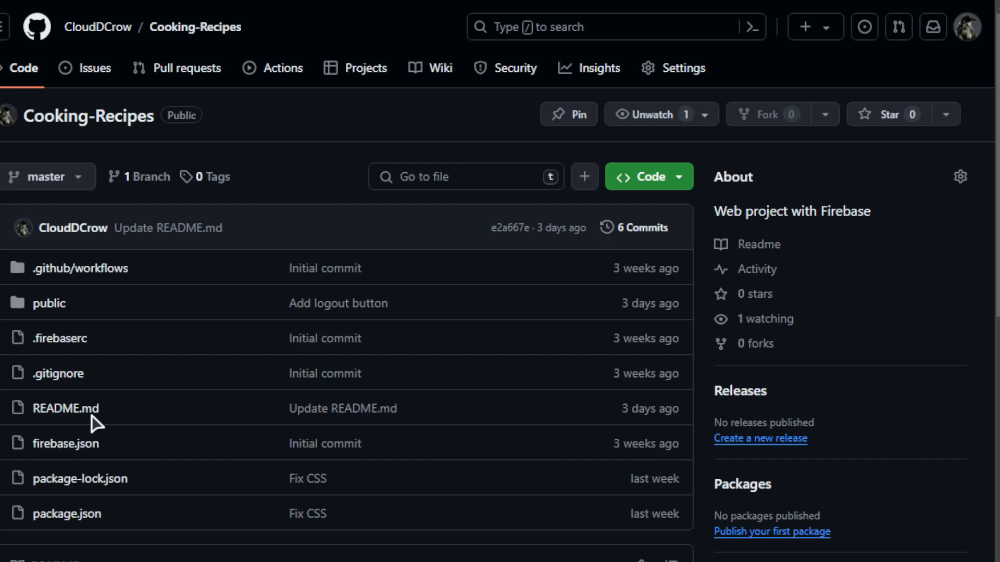 CloudDCrow / Cooking-Recipes
Type / to search
Code Issues Pull requests Actions Projects Wiki Security Insights Settings
Cooking-Recipes Public
Pin Unwatch 1 Fork 0 Star 0
master 1 Branch 0 Tags
Go to file t
Code
CloudDCrow Update README.md e2a667e · 3 days ago 6 Commits
.github/workflows Initial commit 3 weeks ago
public Add logout button 3 days ago
.firebaserc Initial commit 3 weeks ago
.gitignore Initial commit 3 weeks ago
README.md Update README.md 3 days ago
firebase.json Initial commit 3 weeks ago
package-lock.json Fix CSS last week
package.json Fix CSS last week
About
Web project with Firebase
Readme
Activity
0 stars
1 watching
0 forks
Releases
No releases published
Create a new release
Packages
No packages published
Publish your first package